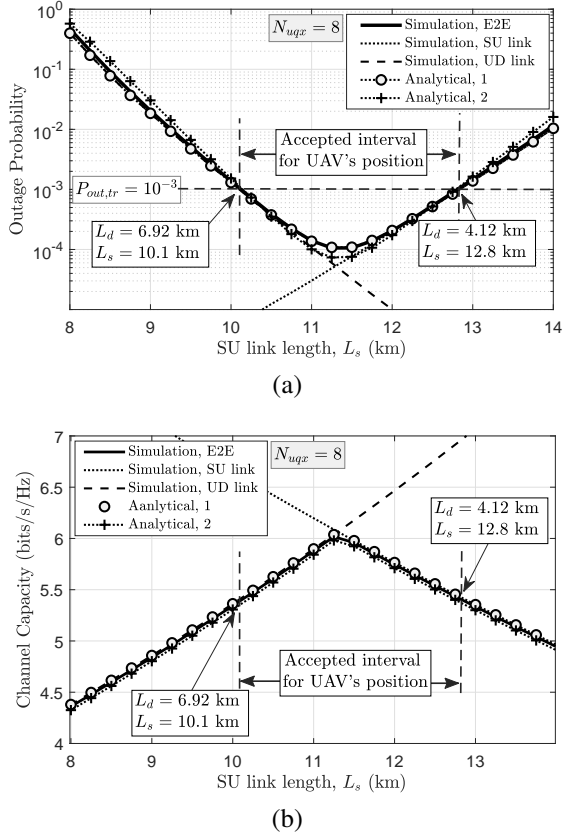 10^0
10^{-1}
10^{-2}
10^{-3}
10^{-4}
Outage Probability
N_{uqx} = 8
Simulation, E2E
Simulation, SU link
Simulation, UD link
Analytical, 1
Analytical, 2
Accepted interval
for UAV's position
P_{out,tr} = 10^{-3}
L_d = 6.92 km
L_s = 10.1 km
L_d = 4.12 km
L_s = 12.8 km
8 9 10 11 12 13 14
SU link length, L_s (km)
(a)
7
6.5
6
5.5
5
4.5
4
Channel Capacity (bits/s/Hz)
Simulation, E2E
Simulation, SU link
Simulation, UD link
Aanlytical, 1
Analytical, 2
N_{uqx} = 8
L_d = 4.12 km
L_s = 12.8 km
Accepted interval
for UAV's position
L_d = 6.92 km
L_s = 10.1 km
8 9 10 11 12 13
SU link length, L_s (km)
(b)